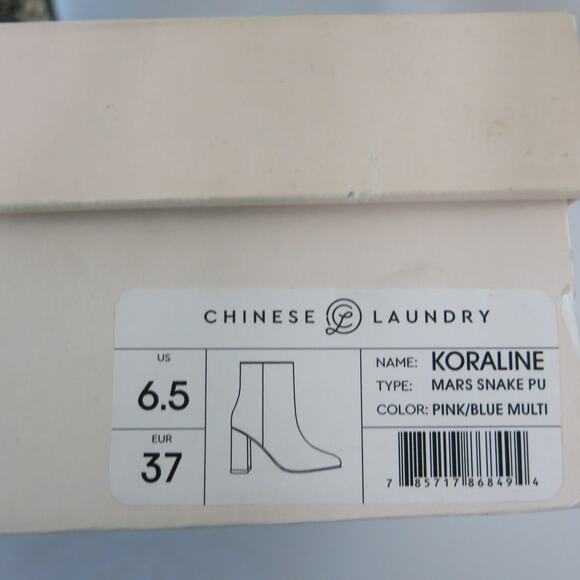 CHINESE LAUNDRY
US
6.5
EUR
37
NAME: KORALINE
TYPE: MARS SNAKE PU
COLOR: PINK/BLUE MULTI
7 85717 86849 4